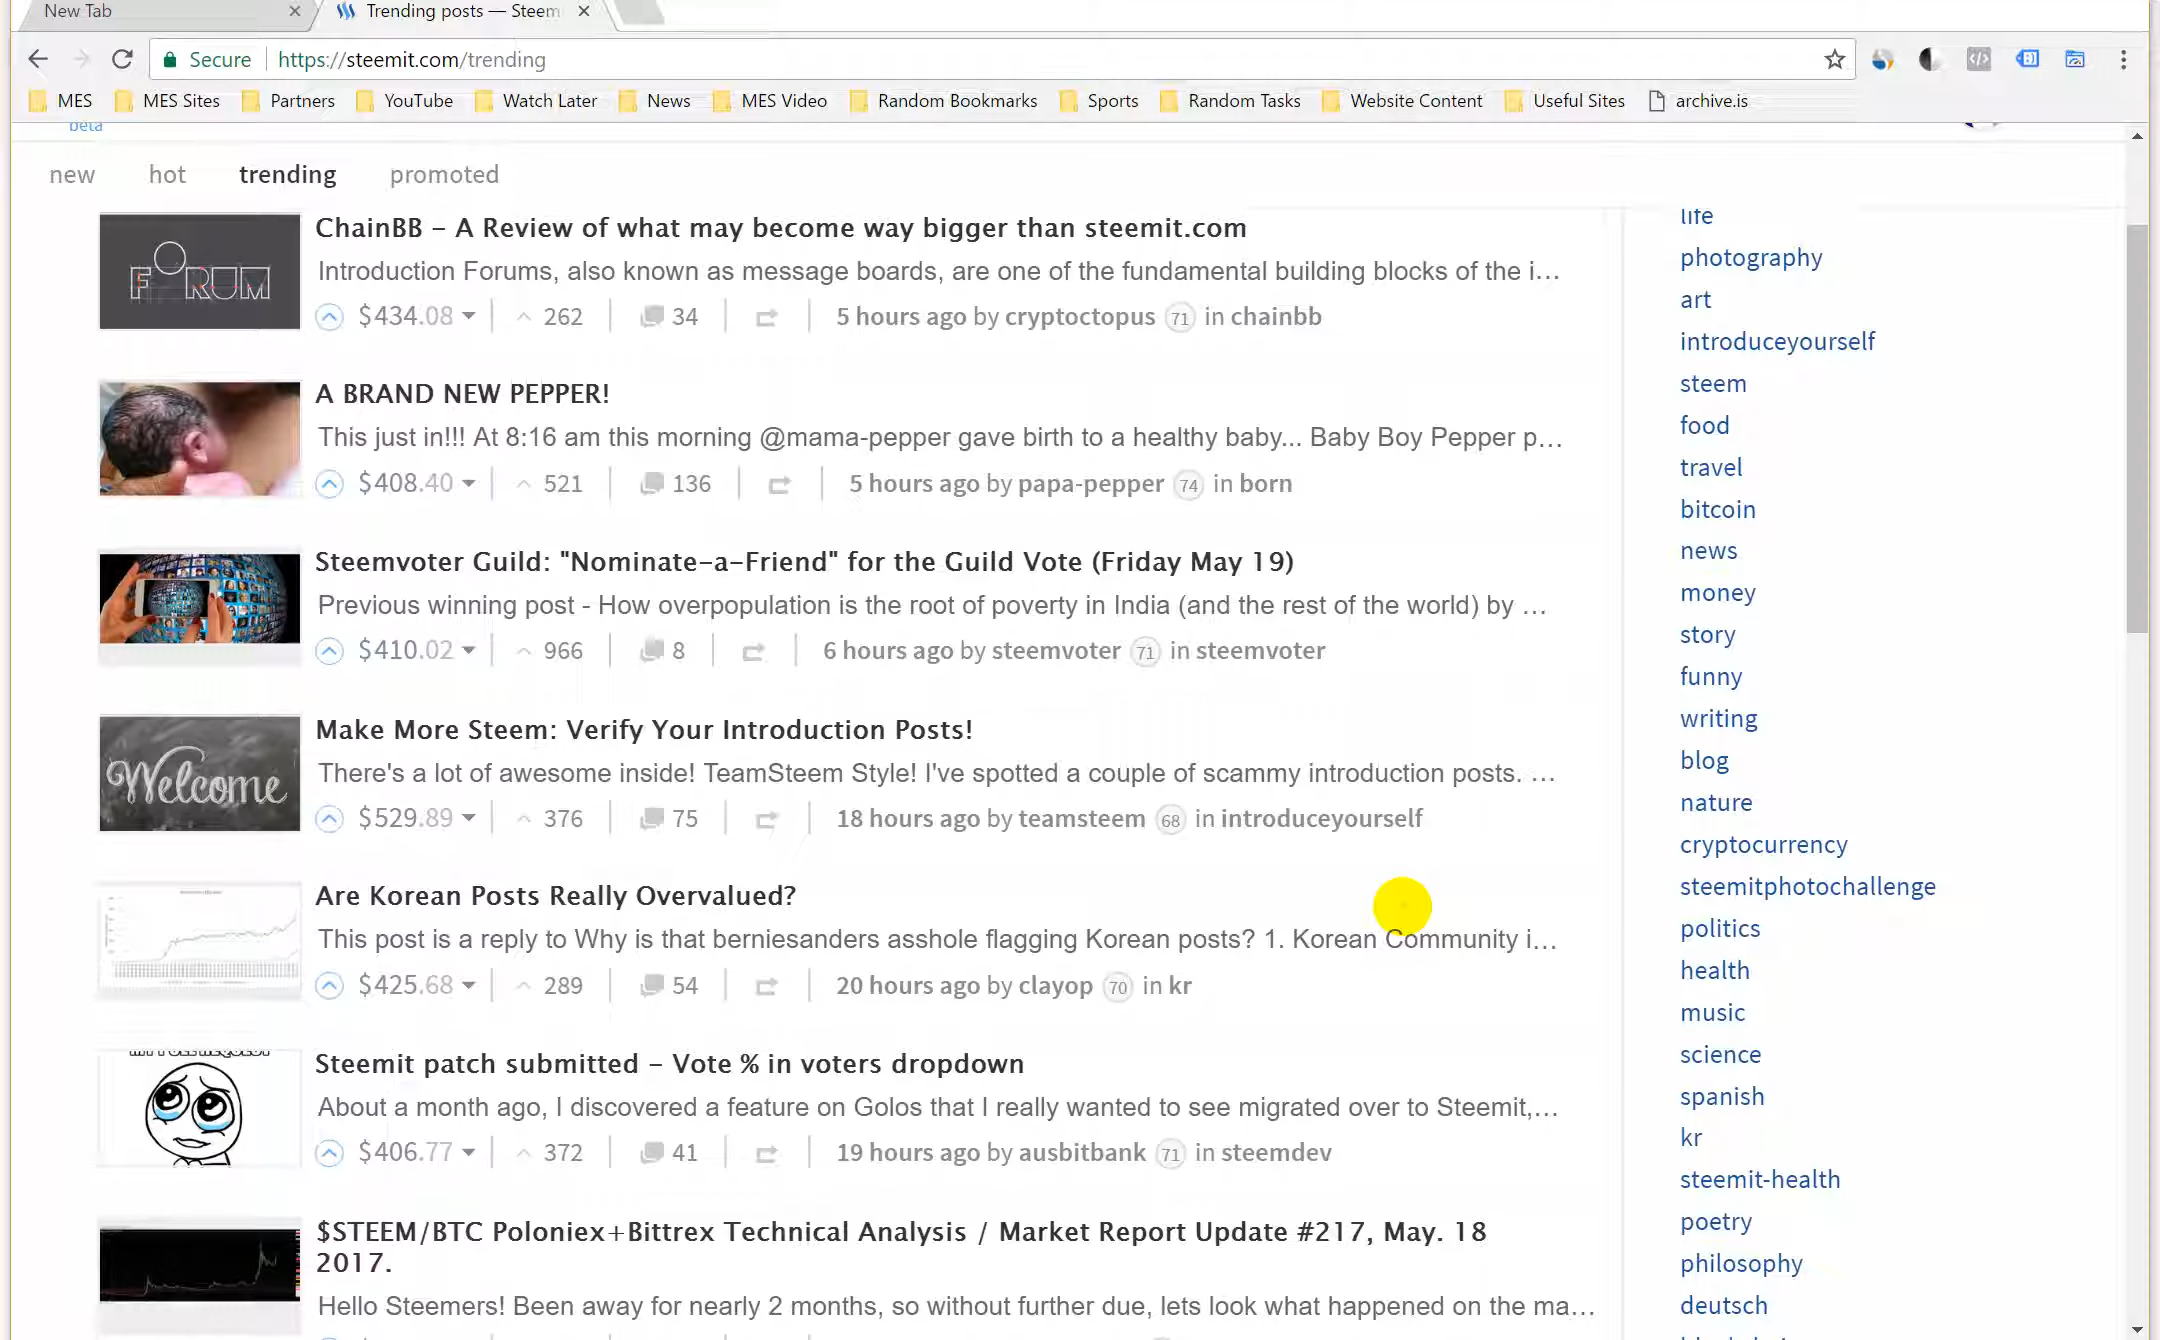 New Tab
Trending posts — Steem
Secure https://steemit.com/trending
MES MES Sites Partners YouTube Watch Later News MES Video Random Bookmarks Sports Random Tasks Website Content Useful Sites archive.is
beta
new hot trending promoted
ChainBB - A Review of what may become way bigger than steemit.com
Introduction Forums, also known as message boards, are one of the fundamental building blocks of the i...
$434.08 262 34 5 hours ago by cryptoctopus 71 in chainbb
FORUM
A BRAND NEW PEPPER!
This just in!!! At 8:16 am this morning @mama-pepper gave birth to a healthy baby... Baby Boy Pepper p...
$408.40 521 136 5 hours ago by papa-pepper 74 in born
Steemvoter Guild: "Nominate-a-Friend" for the Guild Vote (Friday May 19)
Previous winning post - How overpopulation is the root of poverty in India (and the rest of the world) by ...
$410.02 966 8 6 hours ago by steemvoter 71 in steemvoter
Make More Steem: Verify Your Introduction Posts!
There's a lot of awesome inside! TeamSteem Style! I've spotted a couple of scammy introduction posts. ...
$529.89 376 75 18 hours ago by teamsteem 68 in introduceyourself
Welcome
Are Korean Posts Really Overvalued?
This post is a reply to Why is that berniesanders asshole flagging Korean posts? 1. Korean Community i...
$425.68 289 54 20 hours ago by clayop 70 in kr
Steemit patch submitted - Vote % in voters dropdown
About a month ago, I discovered a feature on Golos that I really wanted to see migrated over to Steemit,...
$406.77 372 41 19 hours ago by ausbitbank 71 in steemdev
$STEEM/BTC Poloniex+Bittrex Technical Analysis / Market Report Update #217, May. 18
2017.
Hello Steemers! Been away for nearly 2 months, so without further due, lets look what happened on the ma...
life
photography
art
introduceyourself
steem
food
travel
bitcoin
news
money
story
funny
writing
blog
nature
cryptocurrency
steemitphotochallenge
politics
health
music
science
spanish
kr
steemit-health
poetry
philosophy
deutsch